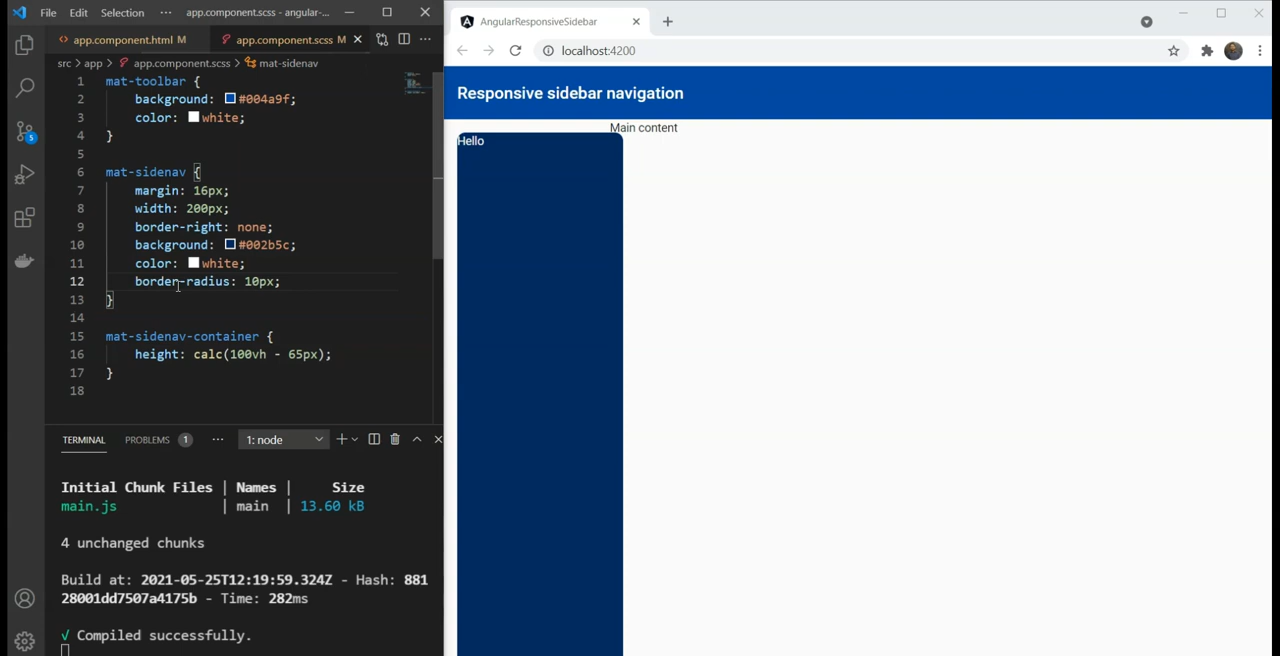 File Edit Selection ··· app.component.scss - angular-...
app.component.html M app.component.scss M
src > app > app.component.scss > mat-sidenav
1 mat-toolbar {
2 background: #004a9f;
3 color: white;
4 }
5
6 mat-sidenav {
7 margin: 16px;
8 width: 200px;
9 border-right: none;
10 background: #002b5c;
11 color: white;
12 border-radius: 10px;
13 }
14
15 mat-sidenav-container {
16 height: calc(100vh - 65px);
17 }
18
5
TERMINAL PROBLEMS 1 ··· 1: node
Initial Chunk Files | Names | Size
main.js | main | 13.60 kB
4 unchanged chunks
Build at: 2021-05-25T12:19:59.324Z - Hash: 881
28001dd7507a4175b - Time: 282ms
√ Compiled successfully.
AngularResponsiveSidebar
localhost:4200
Responsive sidebar navigation
Main content
Hello